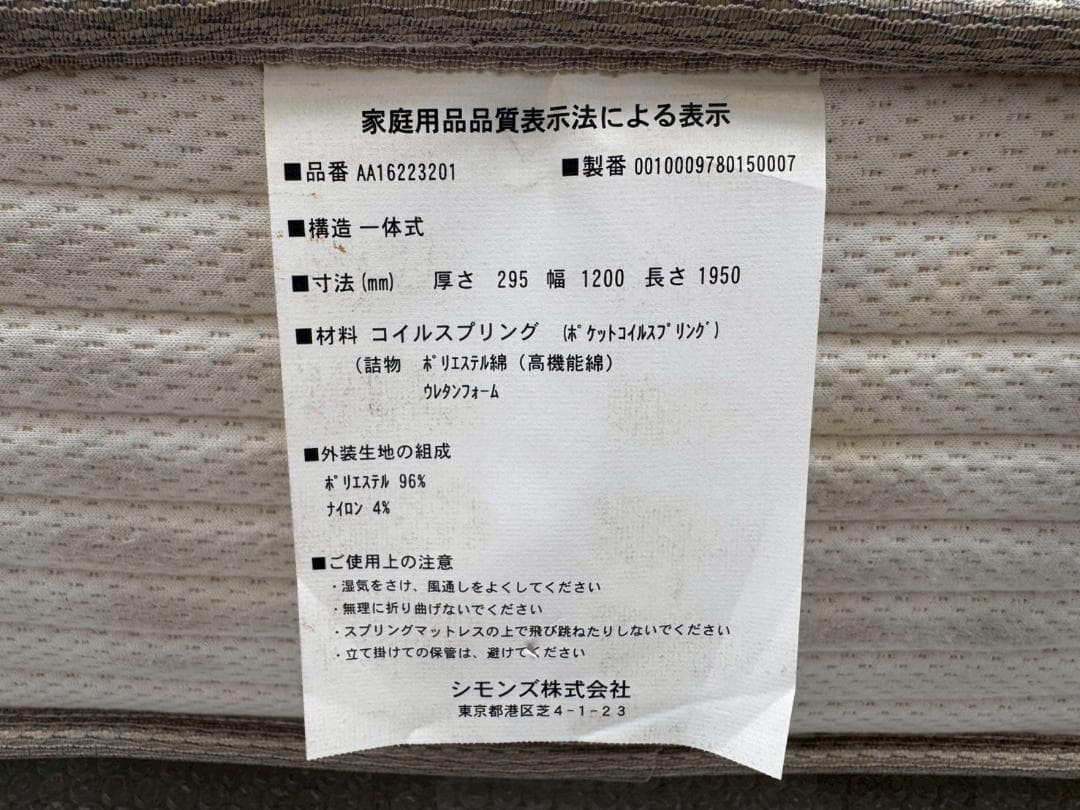 家庭用品品質表示法による表示
■品番 AA16223201 ■製番 0010009780150007
■構造 一体式
■寸法(mm) 厚さ 295 幅 1200 長さ 1950
■材料 コイルスプリング (ﾎﾟｹｯﾄｺｲﾙｽﾌﾟﾘﾝｸﾞ)
(詰物 ﾎﾟﾘｴｽﾃﾙ綿(高機能綿)
ｳﾚﾀﾝﾌｫｰﾑ
■外装生地の組成
ﾎﾟﾘｴｽﾃﾙ 96%
ﾅｲﾛﾝ 4%
■ご使用上の注意
・湿気をさけ、風通しをよくしてください
・無理に折り曲げないでください
・スプリングマットレスの上で飛び跳ねたりしないでください
・立て掛けての保管は、避けてください
シモンズ株式会社
東京都港区芝4-1-23